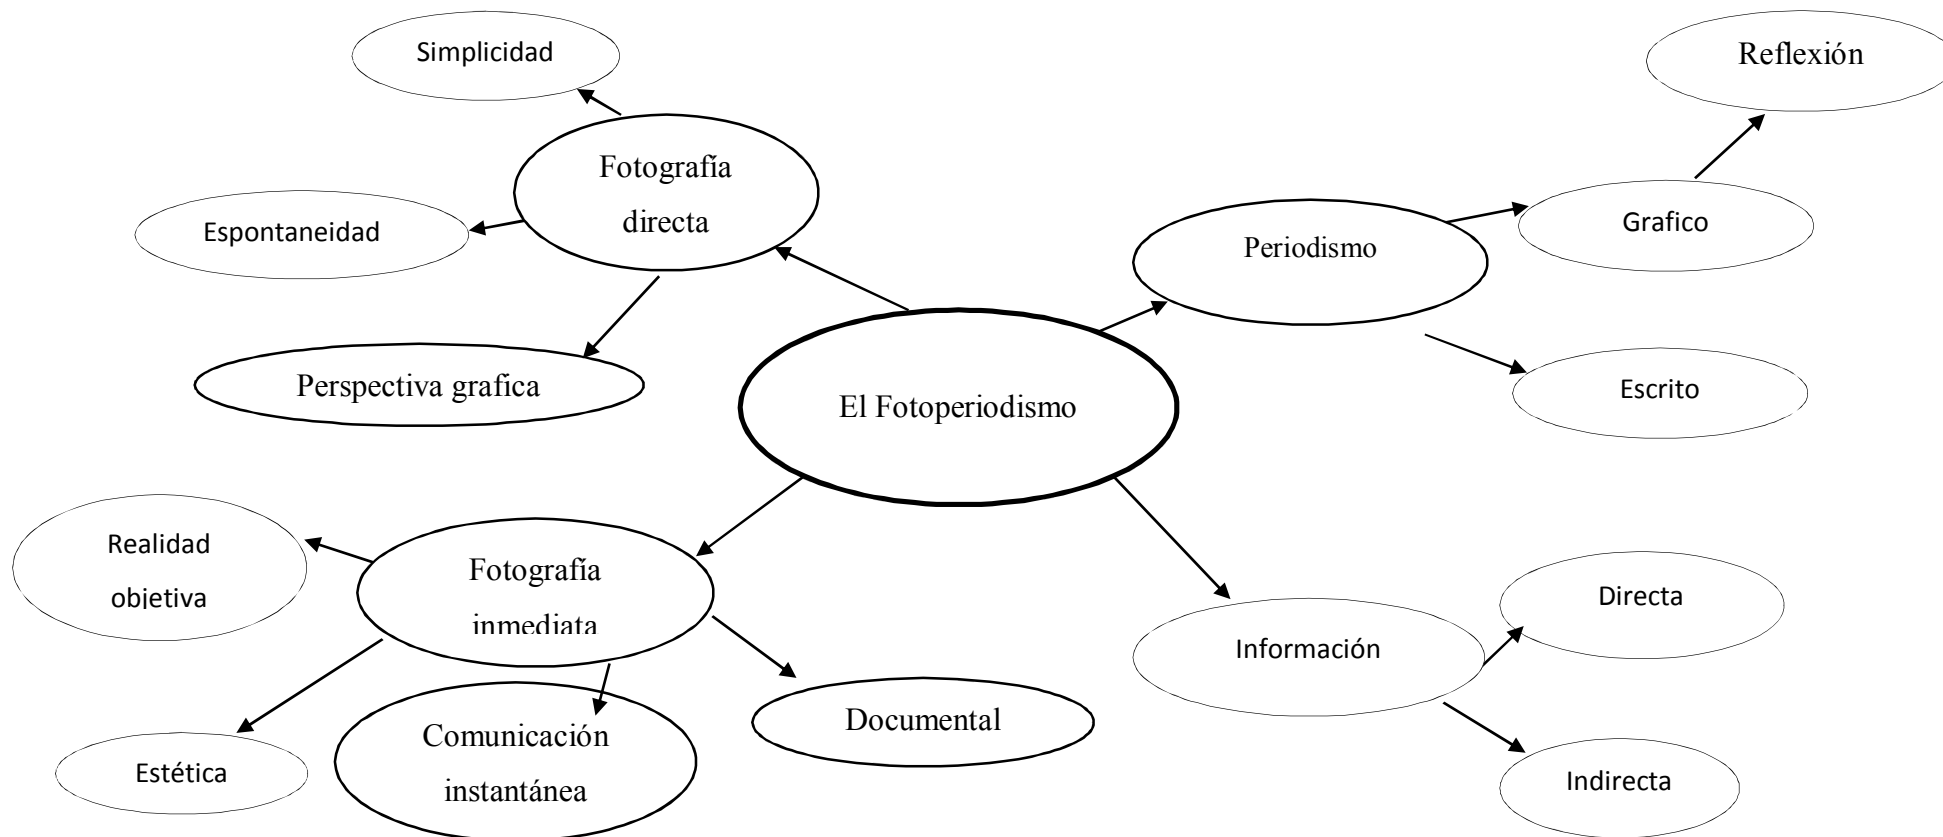 Simplicidad
Reflexión
Fotografía
directa
Espontaneidad
Grafico
Periodismo
Perspectiva grafica
El Fotoperiodismo
Escrito
Realidad
objetiva
Fotografía
inmediata
Directa
Información
Documental
Comunicación
instantánea
Estética
Indirecta